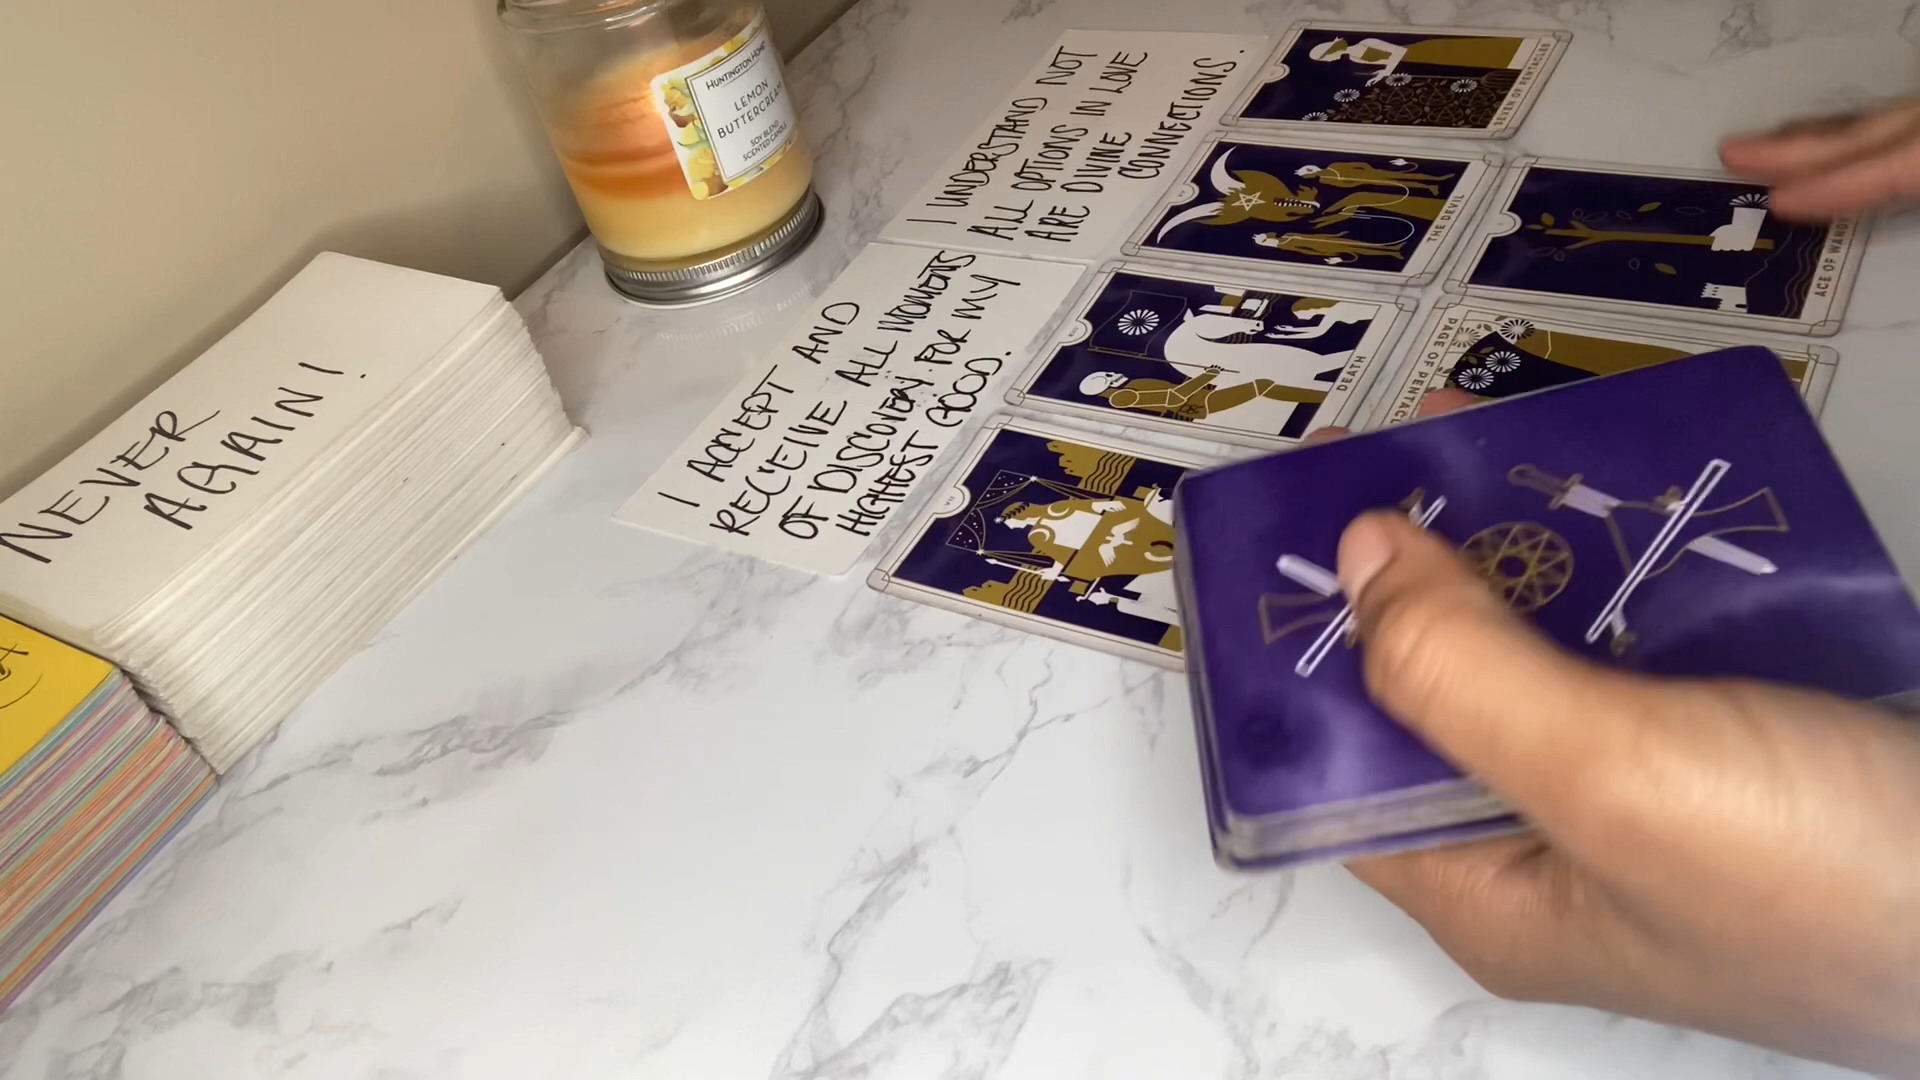 NEVER
AGAIN!
HUNTINGTON HOME
LEMON
BUTTERCREAM
SOY BLEND
SCENTED CANDLE
I UNDERSTAND NOT
ALL OPTIONS IN LOVE
ARE DIVINE
CONNECTIONS.
I ACCEPT AND
RECEIVE ALL MOMENTS
OF DISCOVERY FOR MY
HIGHEST GOOD.
SEVEN OF PENTACLES
THE DEVIL
ACE OF WAND
DEATH
PAGE OF PENTACL